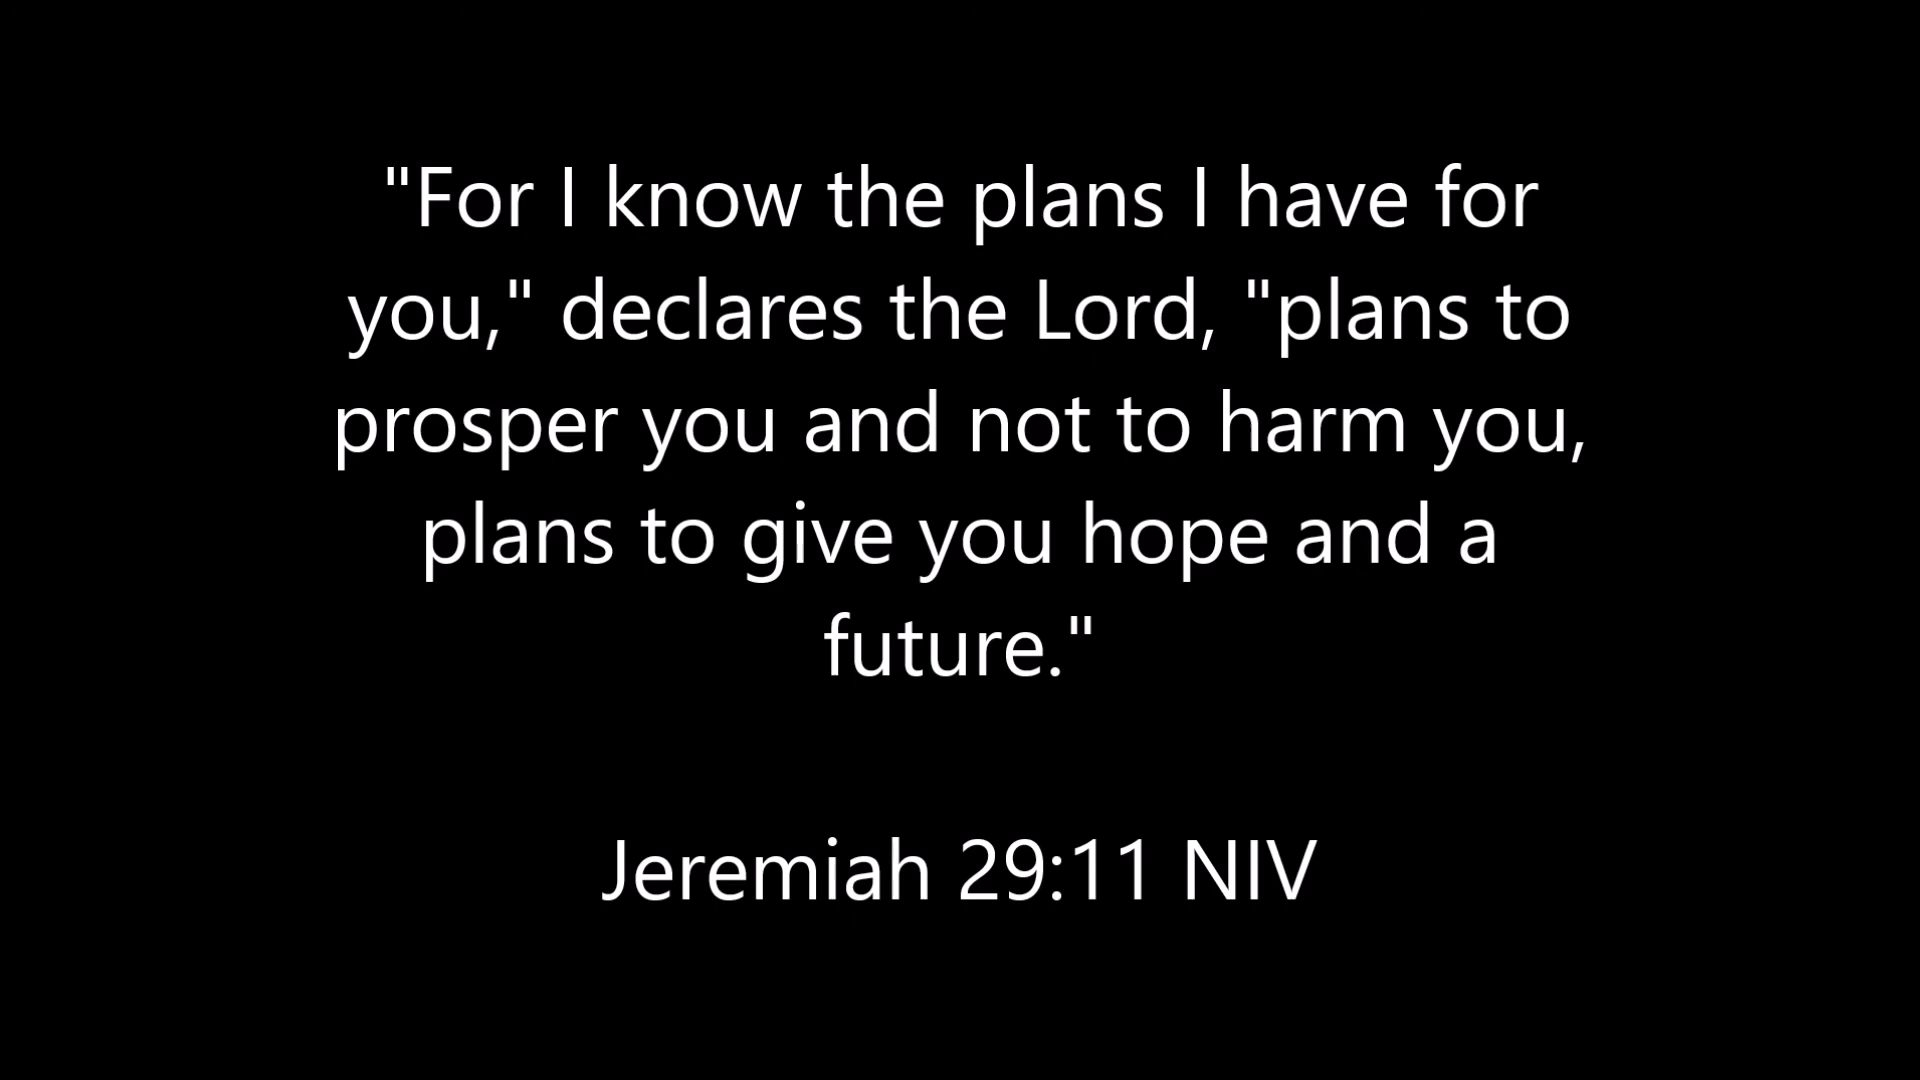 "For I know the plans I have for
you," declares the Lord, "plans to
prosper you and not to harm you,
plans to give you hope and a
future."
Jeremiah 29:11 NIV